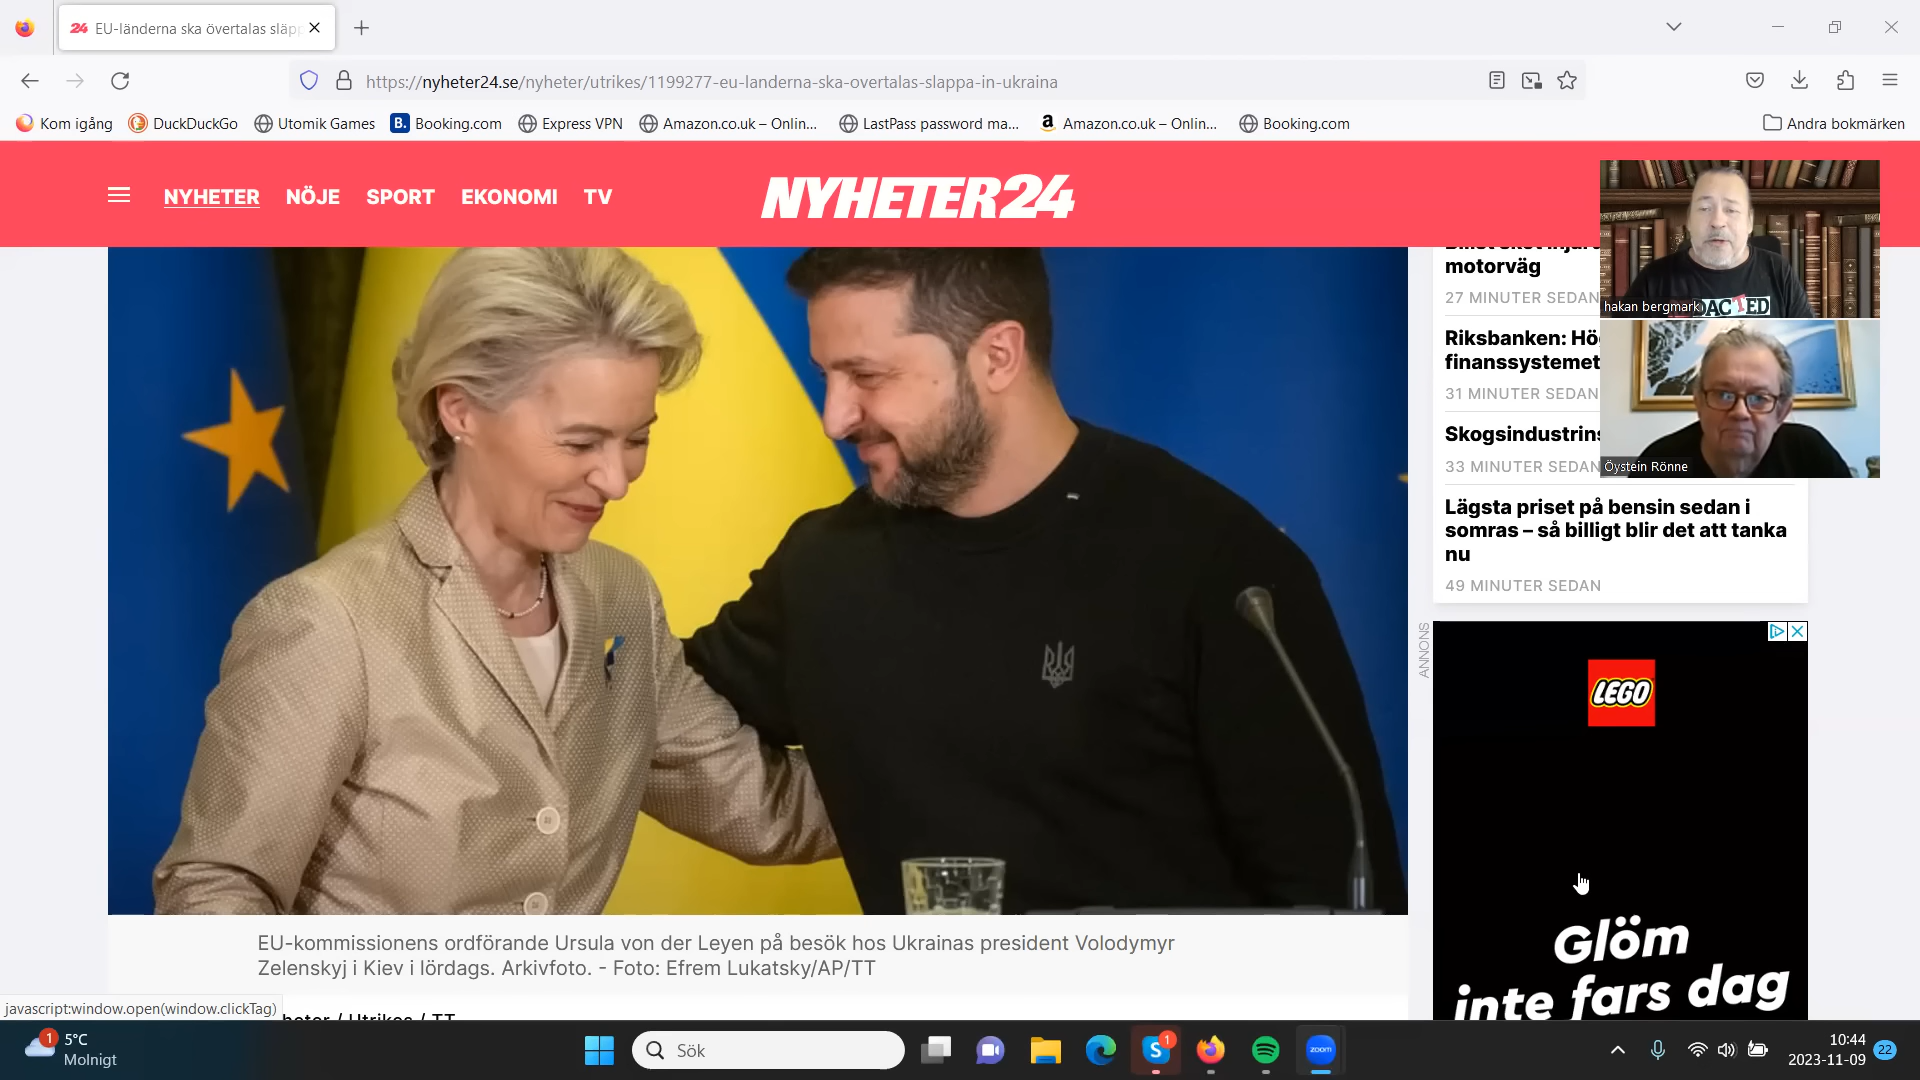 EU-länderna ska övertalas släpp
https://nyheter24.se/nyheter/utrikes/1199277-eu-landerna-ska-overtalas-slappa-in-ukraina
Kom igång
DuckDuckGo
Utomik Games
Booking.com
Express VPN
Amazon.co.uk – Onlin...
LastPass password ma...
Amazon.co.uk – Onlin...
Booking.com
Andra bokmärken
NYHETER
NÖJE
SPORT
EKONOMI
TV
NYHETER24
motorväg
27 MINUTER SEDAN
Riksbanken:
finanssystemet
31 MINUTER SEDAN
33 MINUTER SEDAN
Lägsta priset på bensin sedan i
somras – så billigt blir det att tanka
nu
49 MINUTER SEDAN
hakan bergmark
ACTED
Öystein Rönne
ANNONS
LEGO
Glöm
inte fars dag
EU-kommissionens ordförande Ursula von der Leyen på besök hos Ukrainas president Volodymyr
Zelenskyj i Kiev i lördags. Arkivfoto. - Foto: Efrem Lukatsky/AP/TT
javascript:window.open(window.clickTag)
/ Utrikes / TT
1
5°C
Molnigt
Sök
1
zoom
10:44
2023-11-09
22